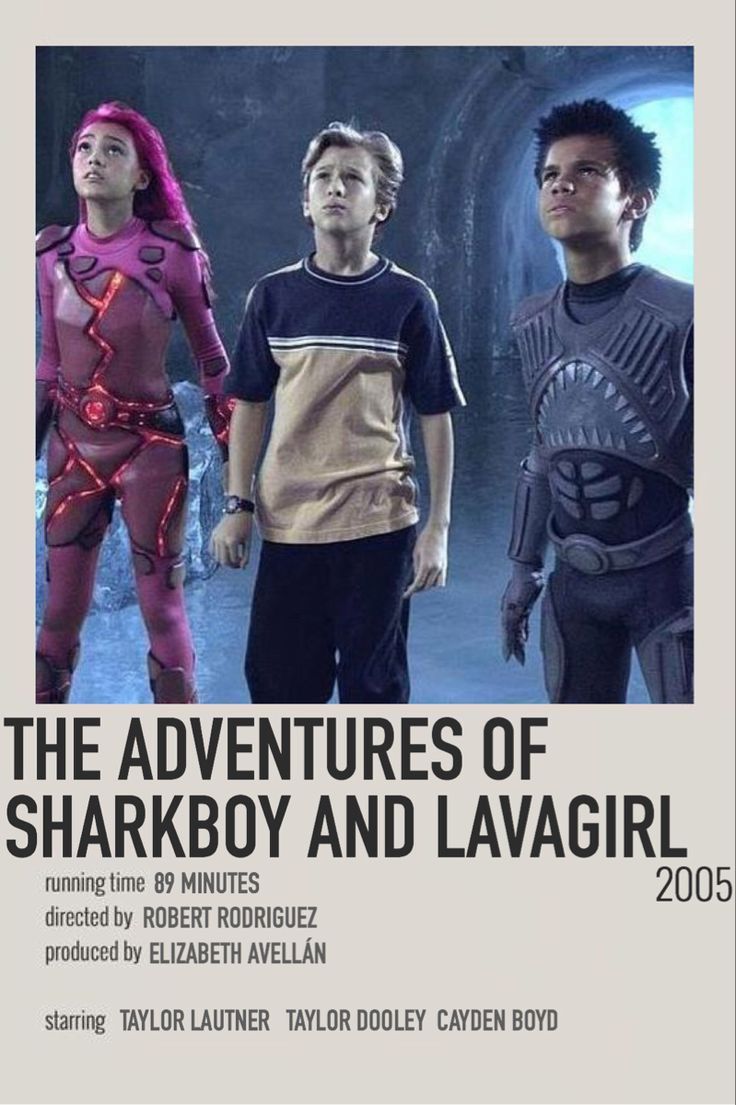 THE ADVENTURES OF
SHARKBOY AND LAVAGIRL
running time 89 MINUTES
2005
directed by ROBERT RODRIGUEZ
produced by ELIZABETH AVELLÁN
starring TAYLOR LAUTNER TAYLOR DOOLEY CAYDEN BOYD